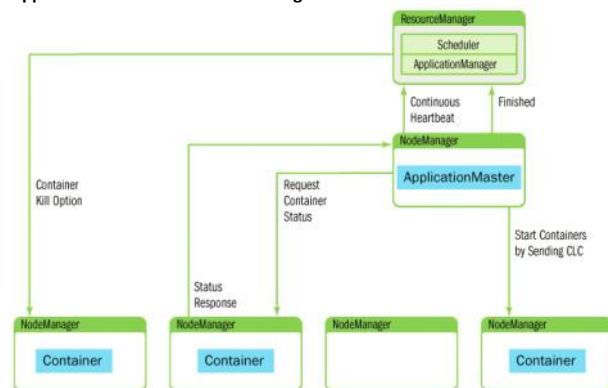 ResourceManager
Scheduler
ApplicationManager
Continuous
Heartbeat
Finished
NodeManager
ApplicationMaster
Container
Kill Option
Request
Container
Status
Start Containers
by Sending CLC
Status
Response
NodeManager
Container
NodeManager
Container
NodeManager
NodeManager
Container